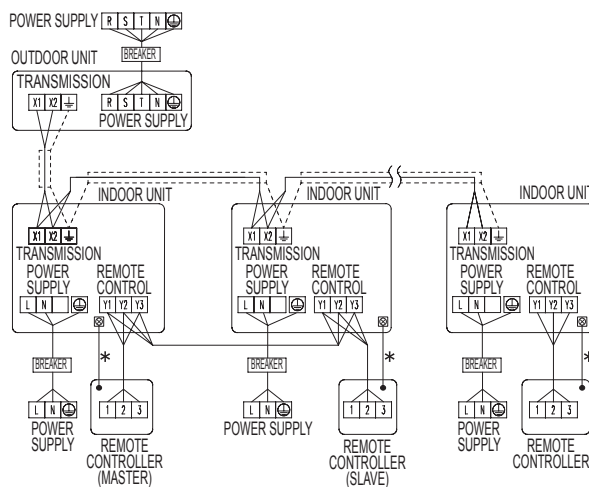 POWER SUPPLY R S T N
BREAKER
OUTDOOR UNIT
TRANSMISSION
X1 X2 R S T N
POWER SUPPLY
INDOOR UNIT INDOOR UNIT INDOOR UNIT
X1 X2 X1 X2 X1 X2
TRANSMISSION TRANSMISSION TRANSMISSION
POWER SUPPLY REMOTE CONTROL POWER SUPPLY REMOTE CONTROL POWER SUPPLY REMOTE CONTROL
L N Y1 Y2 Y3 L N Y1 Y2 Y3 L N Y1 Y2 Y3
* * *
BREAKER BREAKER BREAKER
L N 1 2 3 L N 1 2 3 L N 1 2 3
POWER SUPPLY POWER SUPPLY POWER SUPPLY
REMOTE CONTROLLER (MASTER) REMOTE CONTROLLER (SLAVE) REMOTE CONTROLLER